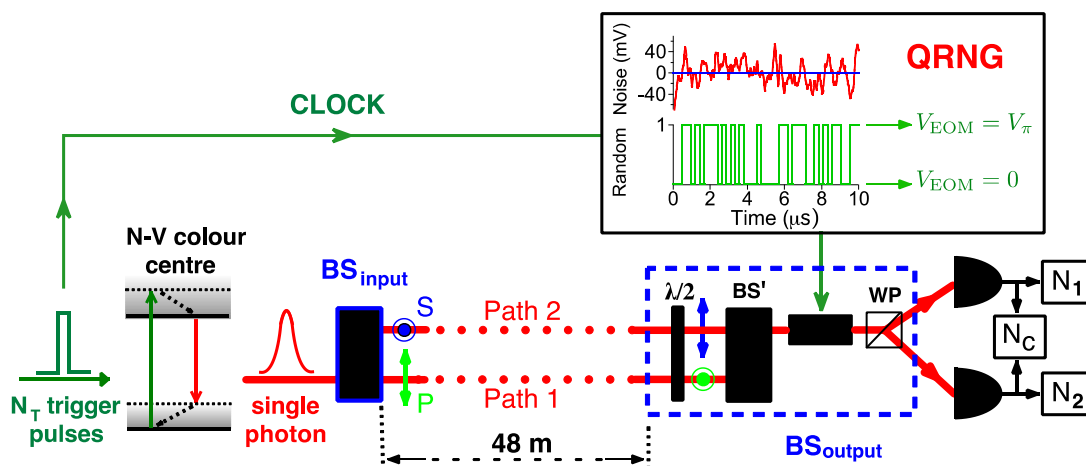 QRNG
Noise (mV)
40
0
-40
Random
1
V_EOM = V_π
V_EOM = 0
0 2 4 6 8 10
Time (μs)
CLOCK
N-V colour
centre
N_T trigger
pulses
single
photon
BS_input
S
P
Path 2
Path 1
48 m
λ/2
BS'
WP
BS_output
N_1
N_C
N_2